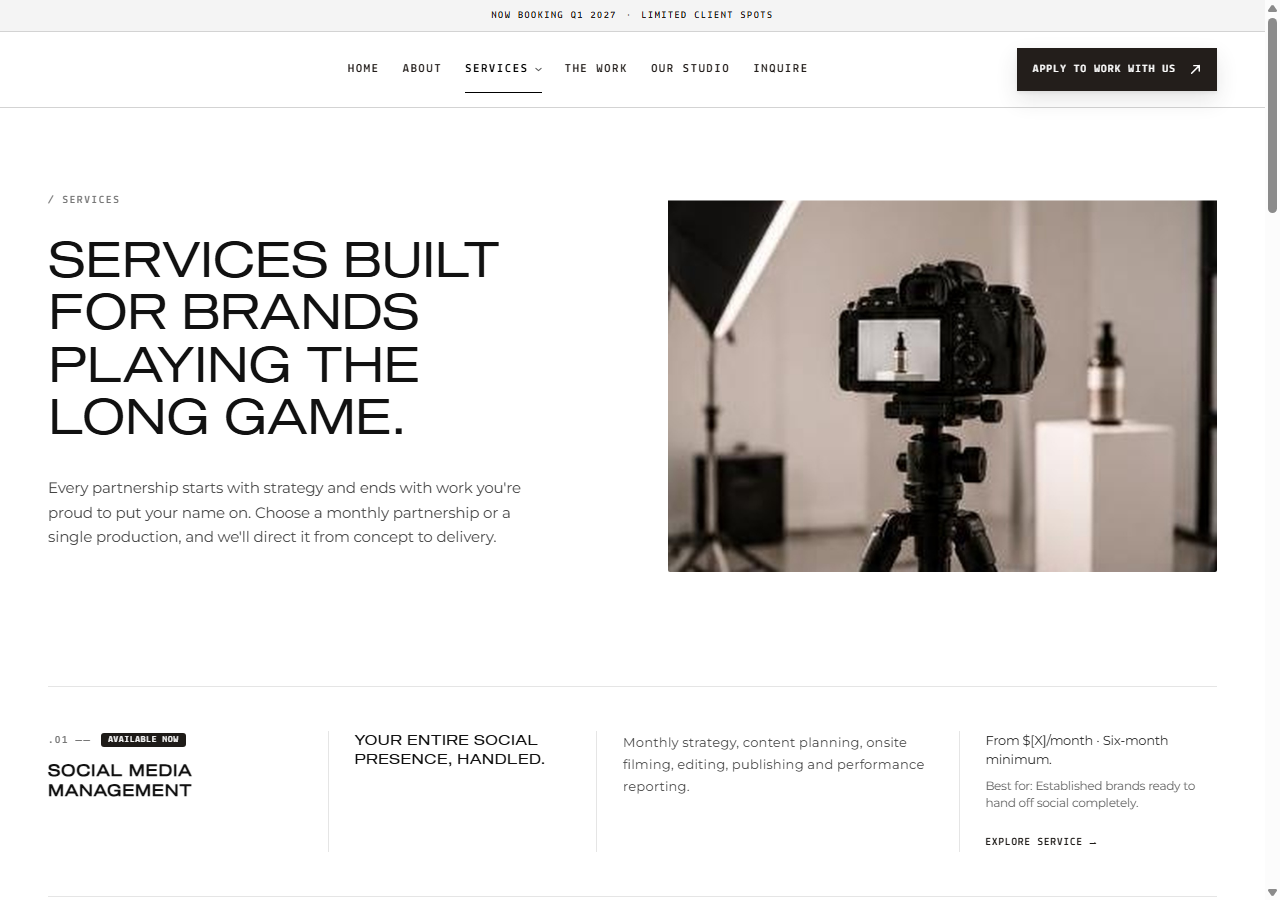 NOW BOOKING Q1 2027 · LIMITED CLIENT SPOTS
HOME ABOUT SERVICES THE WORK OUR STUDIO INQUIRE
APPLY TO WORK WITH US ↗
/ SERVICES
SERVICES BUILT
FOR BRANDS
PLAYING THE
LONG GAME.
Every partnership starts with strategy and ends with work you're
proud to put your name on. Choose a monthly partnership or a
single production, and we'll direct it from concept to delivery.
.01 —— AVAILABLE NOW
SOCIAL MEDIA
MANAGEMENT
YOUR ENTIRE SOCIAL
PRESENCE, HANDLED.
Monthly strategy, content planning, onsite
filming, editing, publishing and performance
reporting.
From $[X]/month · Six-month
minimum.
Best for: Established brands ready to
hand off social completely.
EXPLORE SERVICE →